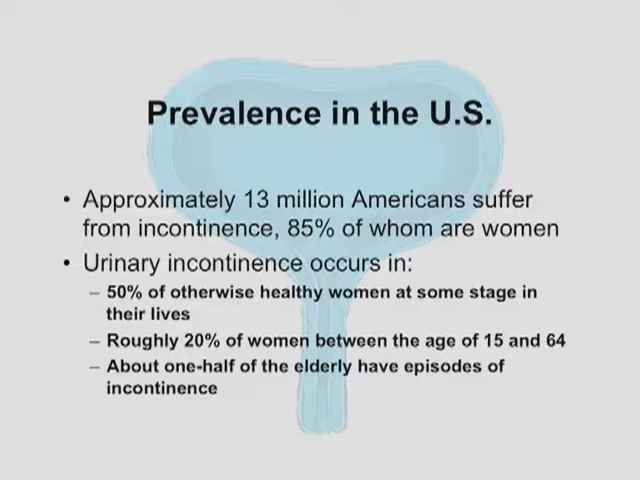 Prevalence in the U.S.
• Approximately 13 million Americans suffer
from incontinence, 85% of whom are women
• Urinary incontinence occurs in:
– 50% of otherwise healthy women at some stage in
their lives
– Roughly 20% of women between the age of 15 and 64
– About one-half of the elderly have episodes of
incontinence